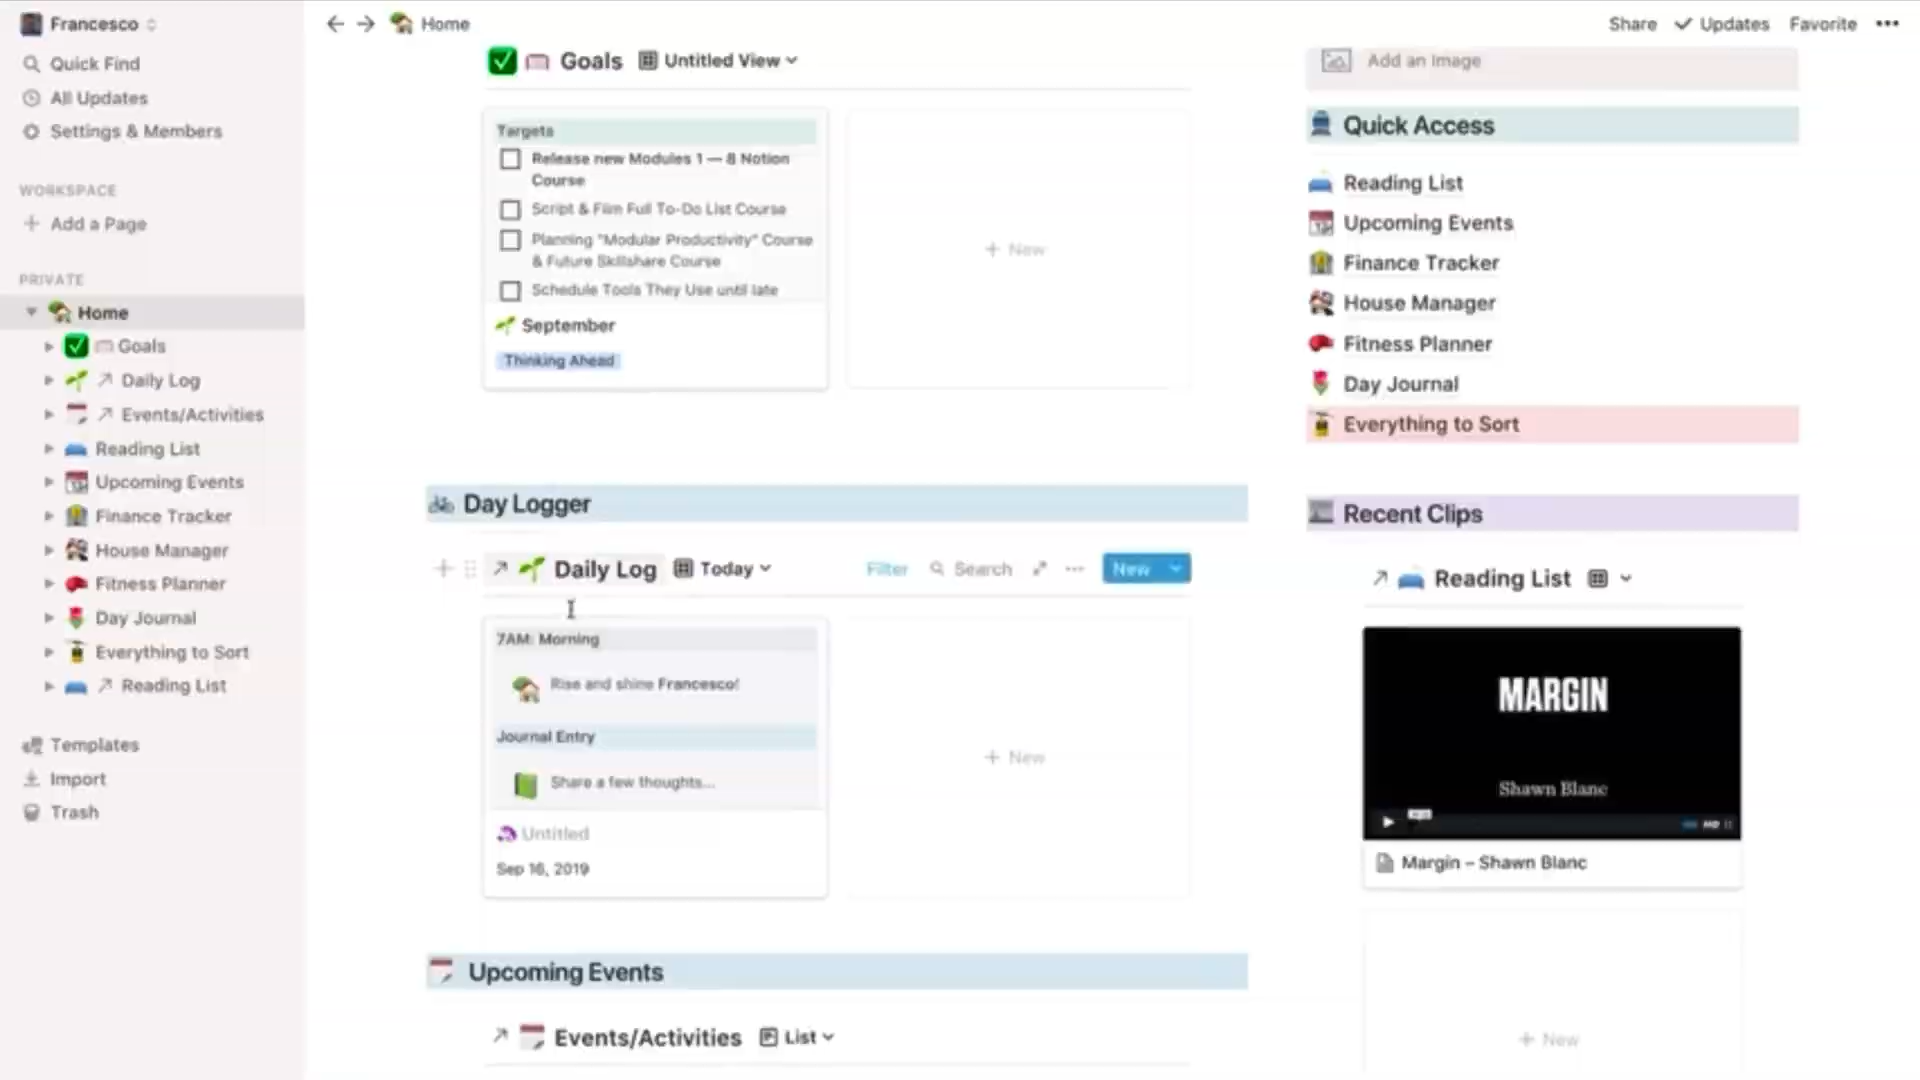 Francesco
Quick Find
All Updates
Settings & Members
WORKSPACE
+ Add a Page
PRIVATE
Home
Goals
Daily Log
Events/Activities
Reading List
Upcoming Events
Finance Tracker
House Manager
Fitness Planner
Day Journal
Everything to Sort
Reading List
Templates
Import
Trash
Home
Share
Updates
Favorite
Goals
Untitled View
Targets
Release new Modules 1 — 8 Notion
Course
Script & Film Full To-Do List Course
Planning "Modular Productivity" Course
& Future Skillshare Course
Schedule Tools They Use until late
September
Thinking Ahead
+ New
Day Logger
Daily Log
Today
Filter
Search
New
7AM: Morning
Rise and shine Francesco!
Journal Entry
Share a few thoughts...
Untitled
Sep 16, 2019
+ New
Upcoming Events
Events/Activities
List
Add an Image
Quick Access
Reading List
Upcoming Events
Finance Tracker
House Manager
Fitness Planner
Day Journal
Everything to Sort
Recent Clips
Reading List
MARGIN
Shawn Blanc
HD
Margin – Shawn Blanc
+ New